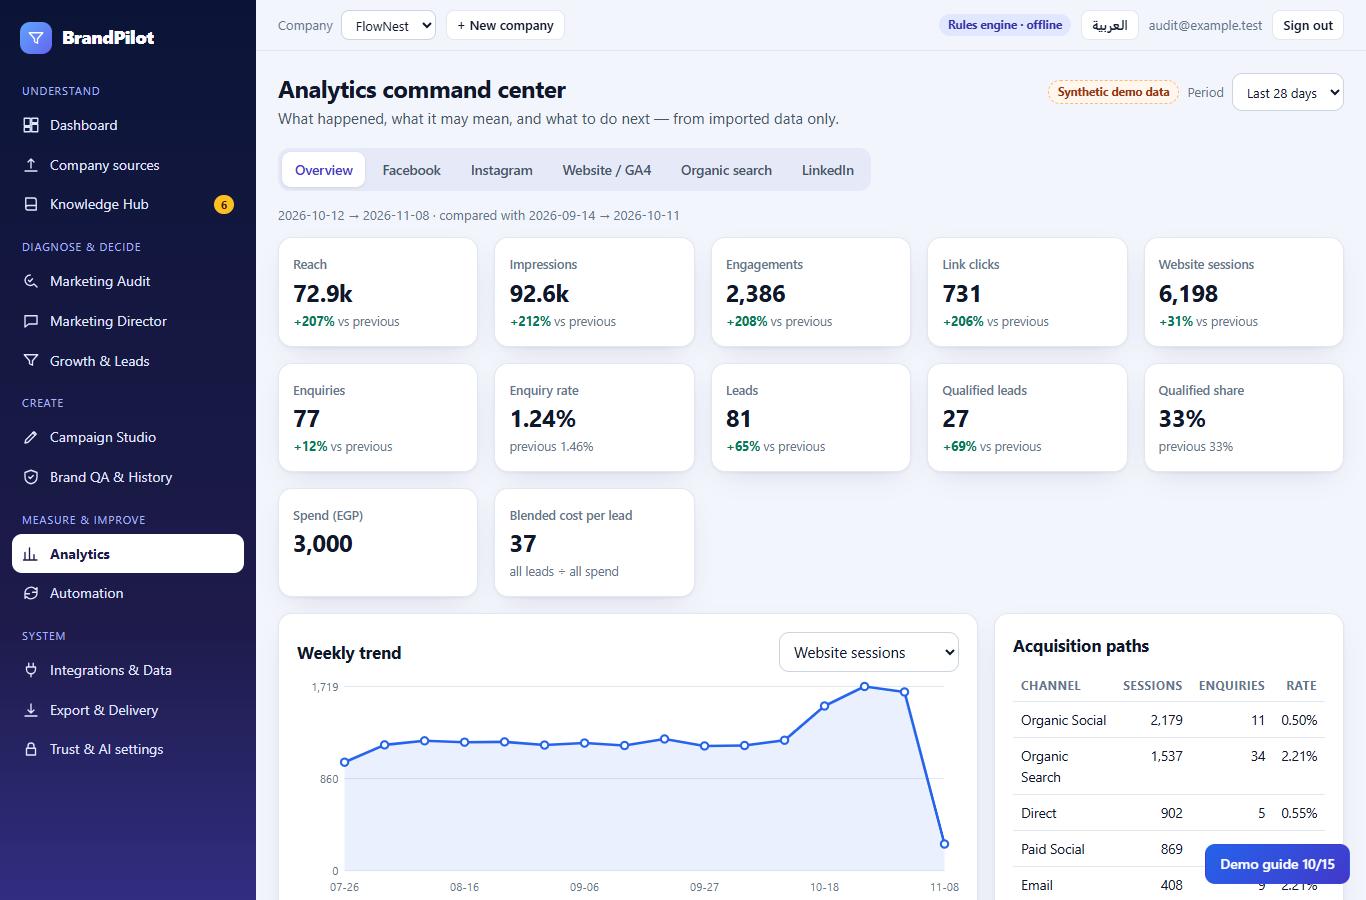 BrandPilot
UNDERSTAND
Dashboard
Company sources
Knowledge Hub 6
DIAGNOSE & DECIDE
Marketing Audit
Marketing Director
Growth & Leads
CREATE
Campaign Studio
Brand QA & History
MEASURE & IMPROVE
Analytics
Automation
SYSTEM
Integrations & Data
Export & Delivery
Trust & AI settings
Company FlowNest + New company Rules engine · offline العربية audit@example.test Sign out
Analytics command center
What happened, what it may mean, and what to do next — from imported data only.
Synthetic demo data Period Last 28 days
Overview Facebook Instagram Website / GA4 Organic search LinkedIn
2026-10-12 → 2026-11-08 · compared with 2026-09-14 → 2026-10-11
Reach
72.9k
+207% vs previous
Impressions
92.6k
+212% vs previous
Engagements
2,386
+208% vs previous
Link clicks
731
+206% vs previous
Website sessions
6,198
+31% vs previous
Enquiries
77
+12% vs previous
Enquiry rate
1.24%
previous 1.46%
Leads
81
+65% vs previous
Qualified leads
27
+69% vs previous
Qualified share
33%
previous 33%
Spend (EGP)
3,000
Blended cost per lead
37
all leads ÷ all spend
Weekly trend Website sessions
1,719
860
0
07-26 08-16 09-06 09-27 10-18 11-08
Acquisition paths
CHANNEL SESSIONS ENQUIRIES RATE
Organic Social 2,179 11 0.50%
Organic Search 1,537 34 2.21%
Direct 902 5 0.55%
Paid Social 869
Email 408 9 2.21%
Demo guide 10/15